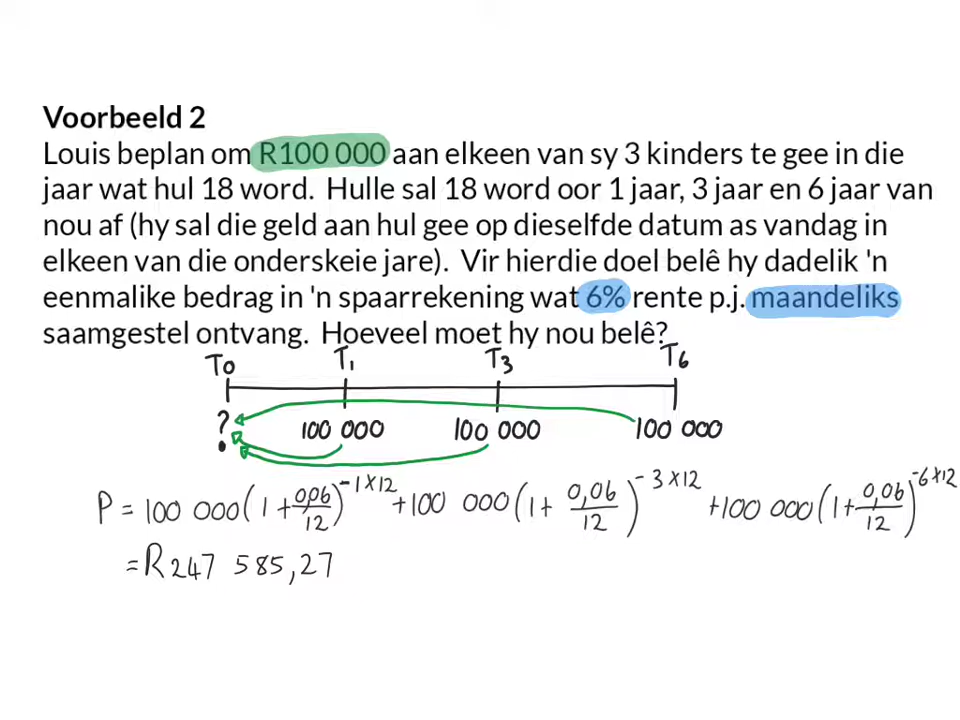 Voorbeeld 2
Louis beplan om R100 000 aan elkeen van sy 3 kinders te gee in die
jaar wat hul 18 word. Hulle sal 18 word oor 1 jaar, 3 jaar en 6 jaar van
nou af (hy sal die geld aan hul gee op dieselfde datum as vandag in
elkeen van die onderskeie jare). Vir hierdie doel belê hy dadelik 'n
eenmalike bedrag in 'n spaarrekening wat 6% rente p.j. maandeliks
saamgestel ontvang. Hoeveel moet hy nou belê?
T0 T1 T3 T6
? 100 000 100 000 100 000
P = 100 000(1 + 0,06/12)^-1×12 + 100 000(1 + 0,06/12)^-3×12 + 100 000(1 + 0,06/12)^-6×12
= R247 585,27